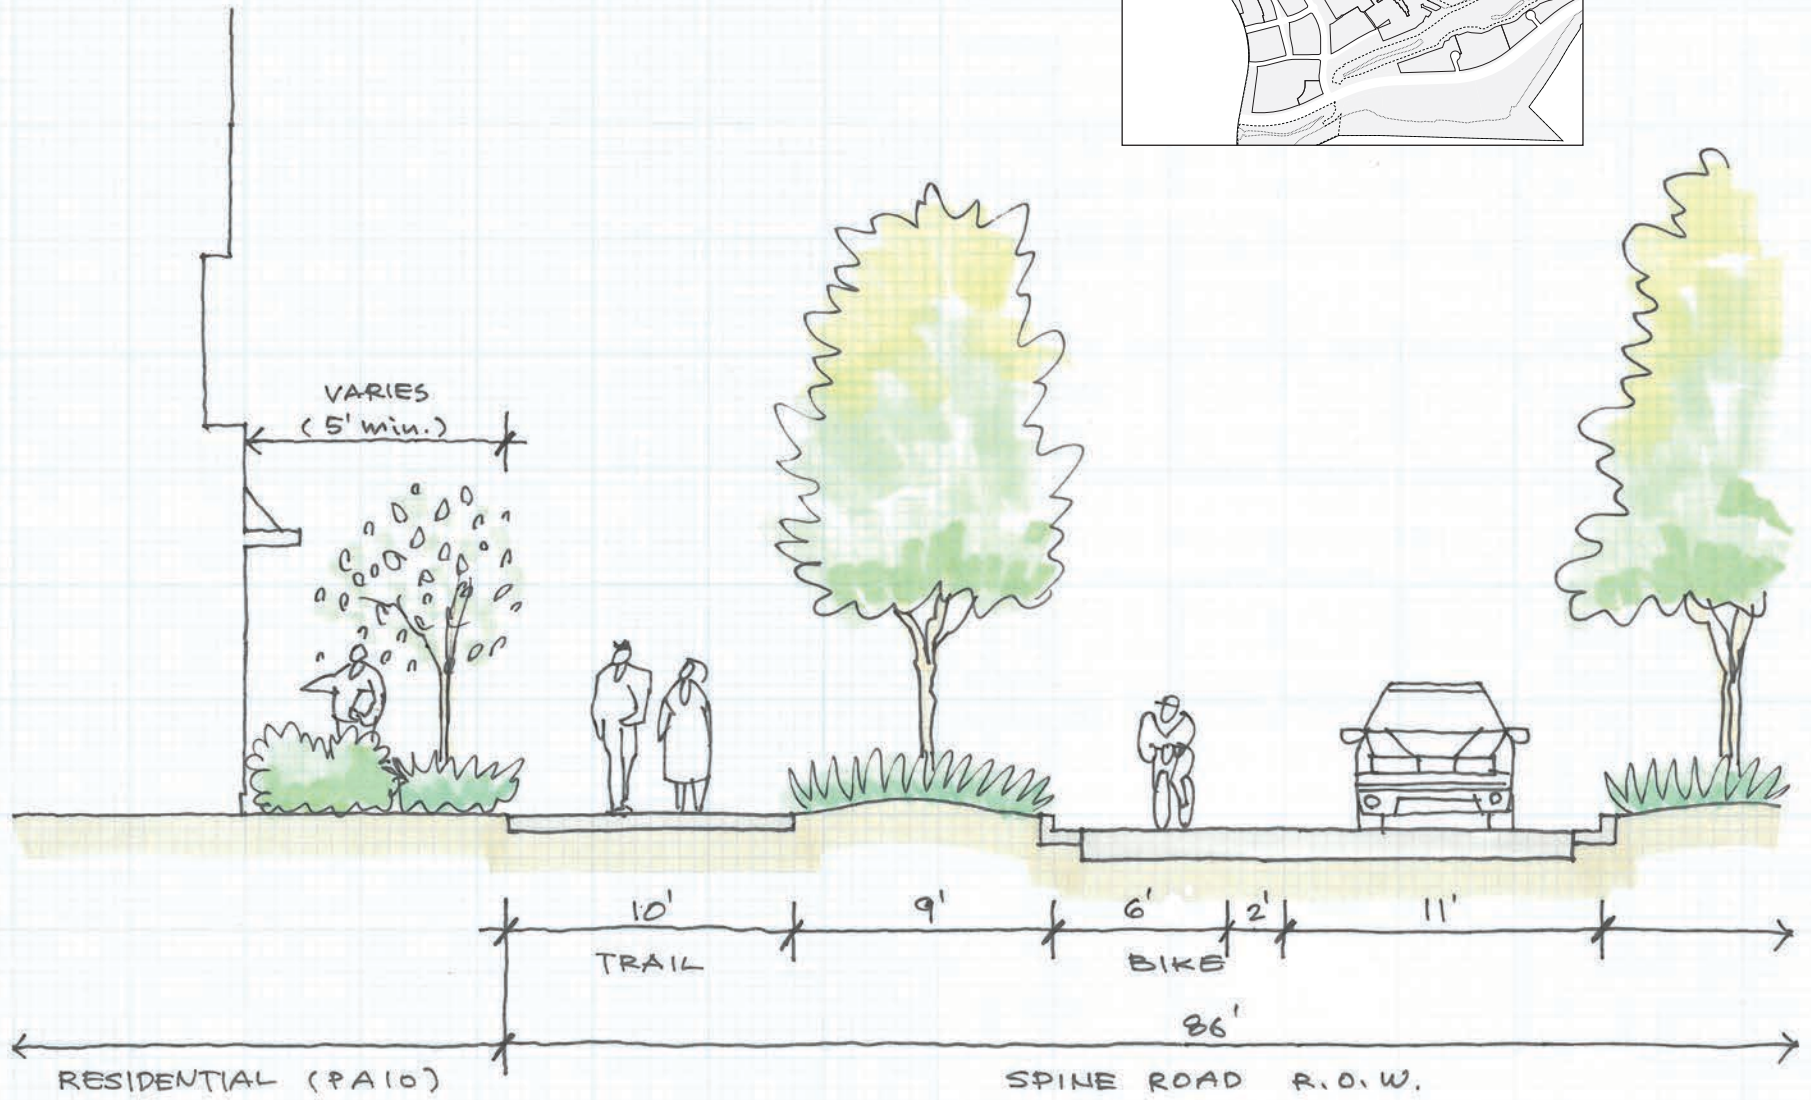 VARIES
(5' min.)
10'
9'
6'
2'
11'
TRAIL
BIKE
86'
RESIDENTIAL (PA10)
SPINE ROAD R.O.W.